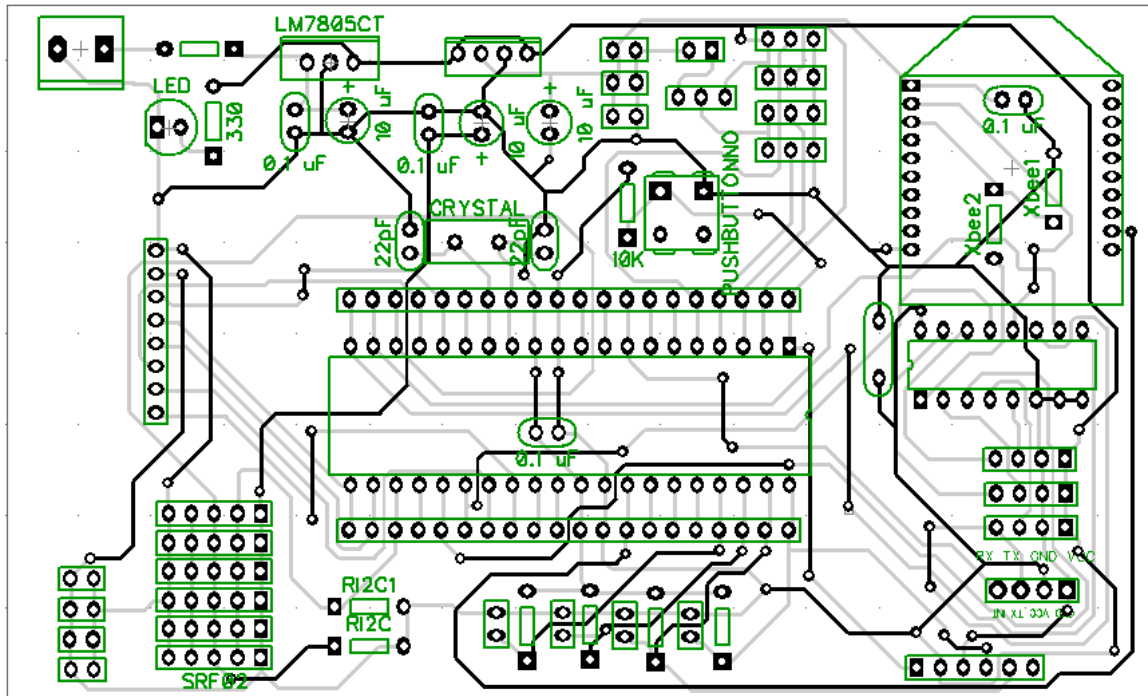 LM7805CT
LED
330
+
uF
10
0.1 uF
0.1 uF
uF
10
+
+
uF
10
0.1 uF
CRYSTAL
22pF
22pF
10K
PUSHBUTTONNO
Xbee1
Xbee2
0.1 uF
RX TX GND VCC
RI2C1
RI2C
SRF02